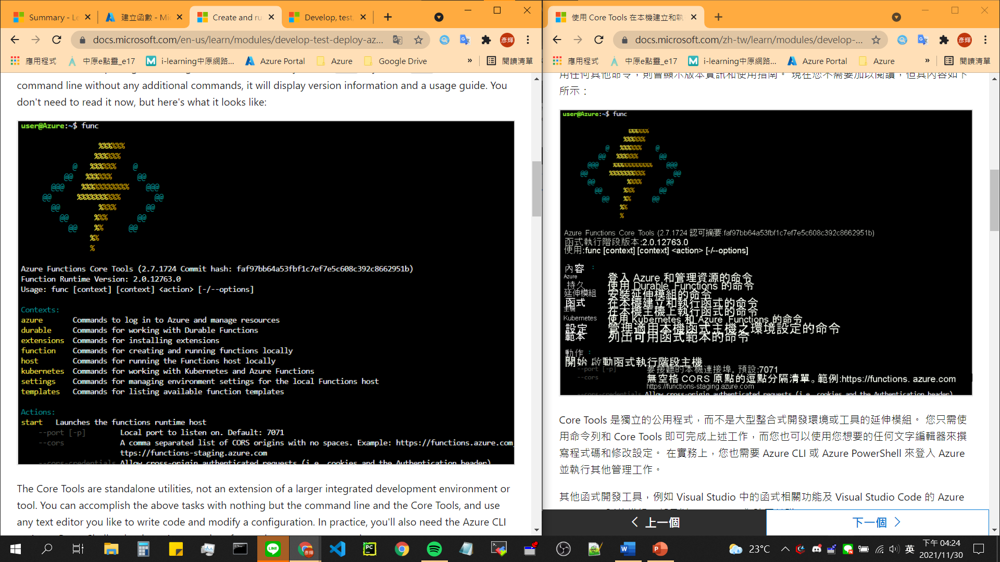 Summary - Le
建立函數 - Mic
Create and ru
Develop, test,
docs.microsoft.com/en-us/learn/modules/develop-test-deploy-az...
彥輝
應用程式
中原e點靈_e17
i-learning中原網路...
Azure Portal
Azure
Google Drive
»
閱讀清單
command line without any additional commands, it will display version information and a usage guide. You
don't need to read it now, but here's what it looks like:
user@Azure:~$ func
%%%%%%
%%%%%%
@ %%%%%% @
@@ %%%%%% @@
@@@ %%%%%%%%%%% @@@
@@ %%%%%%%%%% @@
@@ %%%% @@
@@ %%% @@
@@ %% @@
%%
%
Azure Functions Core Tools (2.7.1724 Commit hash: faf97bb64a53fbf1c7ef7e5c608c392c8662951b)
Function Runtime Version: 2.0.12763.0
Usage: func [context] [context] <action> [-/--options]
Contexts:
azure Commands to log in to Azure and manage resources
durable Commands for working with Durable Functions
extensions Commands for installing extensions
function Commands for creating and running functions locally
host Commands for running the Functions host locally
kubernetes Commands for working with Kubernetes and Azure Functions
settings Commands for managing environment settings for the local Functions host
templates Commands for listing available function templates
Actions:
start Launches the functions runtime host
--port [-p] Local port to listen on. Default: 7071
--cors A comma separated list of CORS origins with no spaces. Example: https://functions.azure.com,
ttps://functions-staging.azure.com
--cors-credentials Allow cross-origin authenticated requests (i.e. cookies and the Authentication header)
The Core Tools are standalone utilities, not an extension of a larger integrated development environment or
tool. You can accomplish the above tasks with nothing but the command line and the Core Tools, and use
any text editor you like to write code and modify a configuration. In practice, you'll also need the Azure CLI
使用 Core Tools 在本機建立和執
docs.microsoft.com/zh-tw/learn/modules/develop-...
彥輝
應用程式
中原e點靈_e17
i-learning中原網路...
Azure Portal
Azure
»
閱讀清單
用任何其他命令，則會顯示版本資訊和使用指南。 現在您不需要加以閱讀，但其內容如下
所示：
user@Azure:~$ func
%%%%%%
%%%%%%
@ %%%%%% @
@@ %%%%%% @@
@@@ %%%%%%%%%%% @@@
@@ %%%%%%%%%% @@
@@ %%%% @@
@@ %%% @@
@@ %% @@
%%
%
Azure Functions Core Tools (2.7.1724 認可摘要:faf97bb64a53fbf1c7ef7e5c608c392c8662951b)
函式執行階段版本:2.0.12763.0
使用:func [context] [context] <action> [-/--options]
內容 :
Azure 登入 Azure 和管理資源的命令
持久 使用 Durable Functions 的命令
延伸模組 安裝延伸模組的命令
函式 在本機建立和執行函式的命令
主機 在本機主機上執行函式的命令
Kubernetes 使用 Kubernetes 和 Azure Functions 的命令
設定 管理適用本機函式主機之環境設定的命令
範本 列出可用函式範本的命令
動作 :
開始 啟動函式執行階段主機
--port [-p] 要接聽的本機連接埠。預設:7071
--cors 無空格 CORS 原點的逗點分隔清單。範例:https://functions. azure.com
https://functions-staging.azure.com
--cors-credentials Allow cross-origin authenticated requests (i.e. cookies and the Authentication header)
Core Tools 是獨立的公用程式，而不是大型整合式開發環境或工具的延伸模組。 您只需使
用命令列和 Core Tools 即可完成上述工作，而您也可以使用您想要的任何文字編輯器來撰
寫程式碼和修改設定。 在實務上，您也需要 Azure CLI 或 Azure PowerShell 來登入 Azure
並執行其他管理工作。
其他函式開發工具，例如 Visual Studio 中的函式相關功能及 Visual Studio Code 的 Azure
上一個
下一個
23°C
英
下午 04:24
2021/11/30